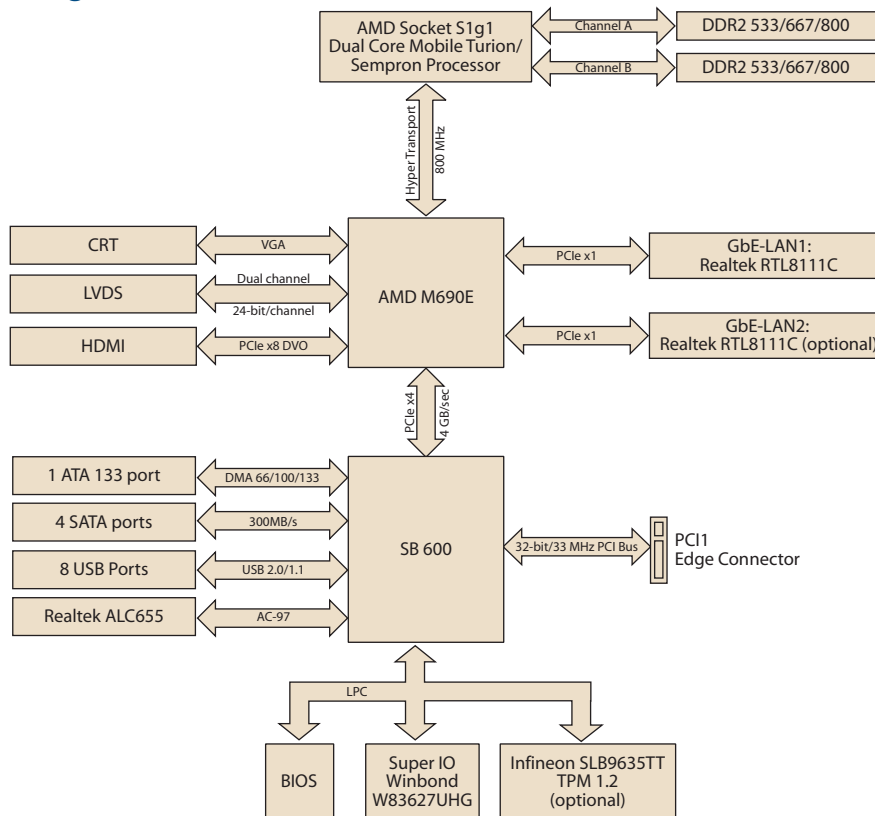 AMD Socket S1g1
Dual Core Mobile Turion/
Sempron Processor
Channel A
DDR2 533/667/800
Channel B
DDR2 533/667/800
Hyper Transport
800 MHz
CRT
VGA
LVDS
Dual channel
24-bit/channel
HDMI
PCIe x8 DVO
AMD M690E
PCIe x1
GbE-LAN1:
Realtek RTL8111C
PCIe x1
GbE-LAN2:
Realtek RTL8111C (optional)
PCIe x4
4 GB/sec
1 ATA 133 port
DMA 66/100/133
4 SATA ports
300MB/s
8 USB Ports
USB 2.0/1.1
Realtek ALC655
AC-97
SB 600
32-bit/33 MHz PCI Bus
PCI1
Edge Connector
LPC
BIOS
Super IO
Winbond
W83627UHG
Infineon SLB9635TT
TPM 1.2
(optional)